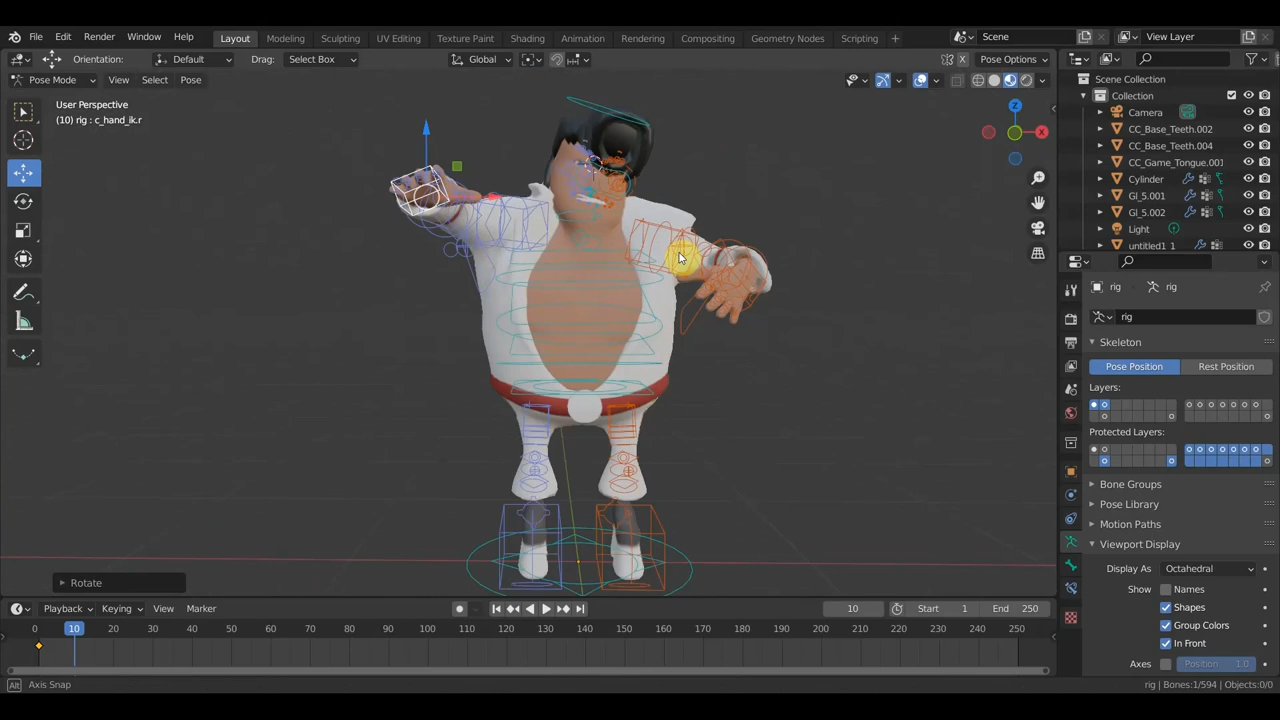 File Edit Render Window Help Layout Modeling Sculpting UV Editing Texture Paint Shading Animation Rendering Compositing Geometry Nodes Scripting + Scene View Layer
Orientation: Default Drag: Select Box Global X Pose Options
Pose Mode View Select Pose
User Perspective
(10) rig : c_hand_ik.r
Z
X
Scene Collection
Collection
Camera
CC_Base_Teeth.002
CC_Base_Teeth.004
CC_Game_Tongue.001
Cylinder
GI_5.001
GI_5.002
Light
untitled1_1
rig rig
rig
Skeleton
Pose Position Rest Position
Layers:
Protected Layers:
Bone Groups
Pose Library
Motion Paths
Viewport Display
Display As Octahedral
Show Names
Shapes
Group Colors
In Front
Axes Position 1.0
Rotate
Playback Keying View Marker 10 Start 1 End 250
0 10 20 30 40 50 60 70 80 90 100 110 120 130 140 150 160 170 180 190 200 210 220 230 240 250
Alt Axis Snap rig | Bones:1/594 | Objects:0/0